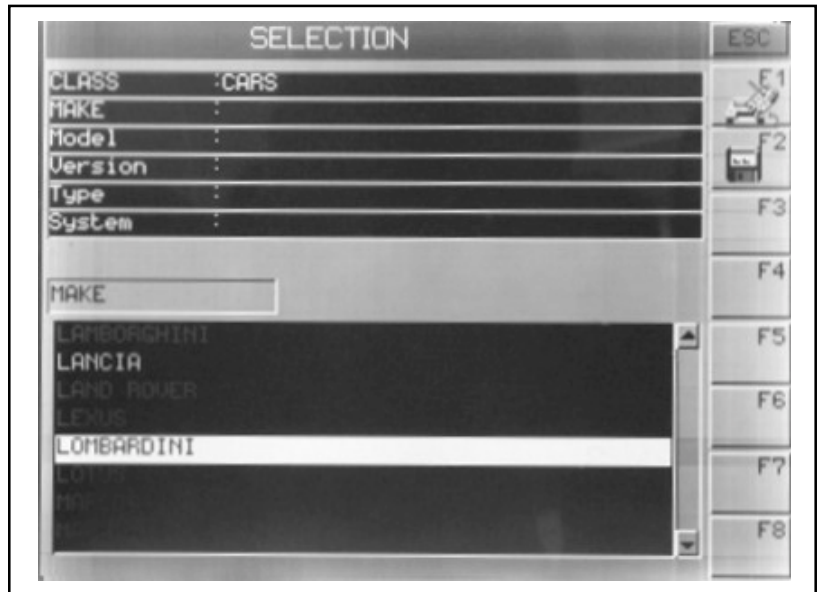 SELECTION
ESC
CLASS :CARS
MAKE :
Model :
Version :
Type :
System :
F1
F2
F3
F4
F5
F6
F7
F8
MAKE
LAMBORGHINI
LANCIA
LAND ROVER
LEXUS
LOMBARDINI
LOTUS